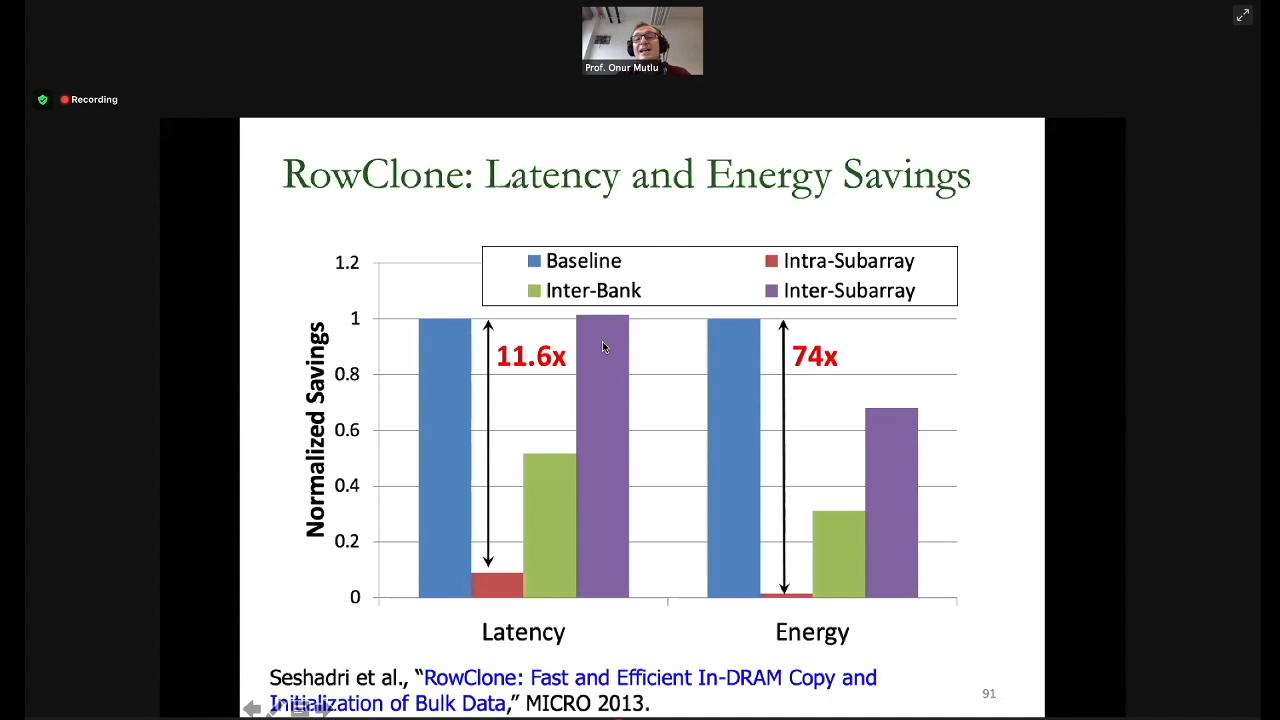 Prof. Onur Mutlu
Recording
RowClone: Latency and Energy Savings
Baseline
Intra-Subarray
Inter-Bank
Inter-Subarray
Normalized Savings
1.2
1
0.8
0.6
0.4
0.2
0
11.6x
74x
Latency
Energy
Seshadri et al., “RowClone: Fast and Efficient In-DRAM Copy and
Initialization of Bulk Data,” MICRO 2013.
91